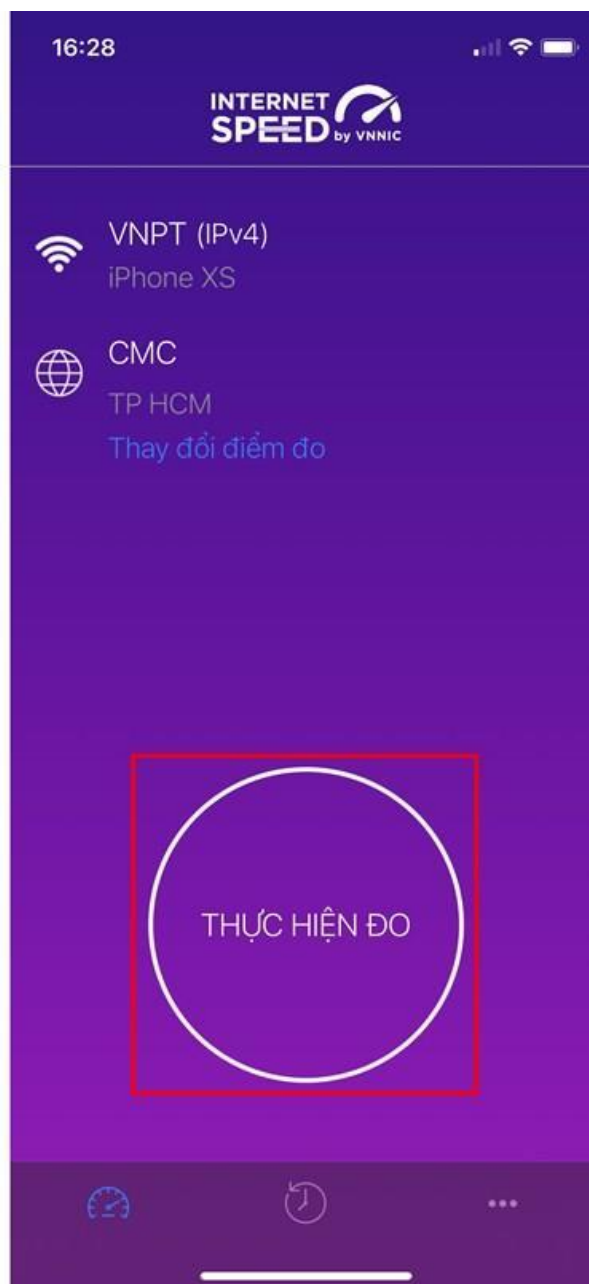 16:28
INTERNET
SPEED by VNNIC
VNPT (IPv4)
iPhone XS
CMC
TP HCM
Thay đổi điểm đo
THỰC HIỆN ĐO